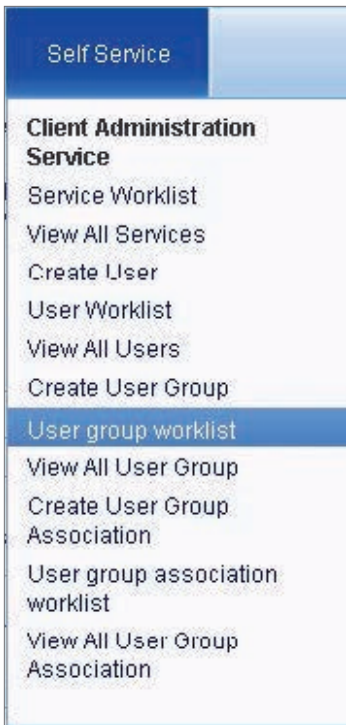 Self Service
Client Administration
Service
Service Worklist
View All Services
Create User
User Worklist
View All Users
Create User Group
User group worklist
View All User Group
Create User Group
Association
User group association
worklist
View All User Group
Association